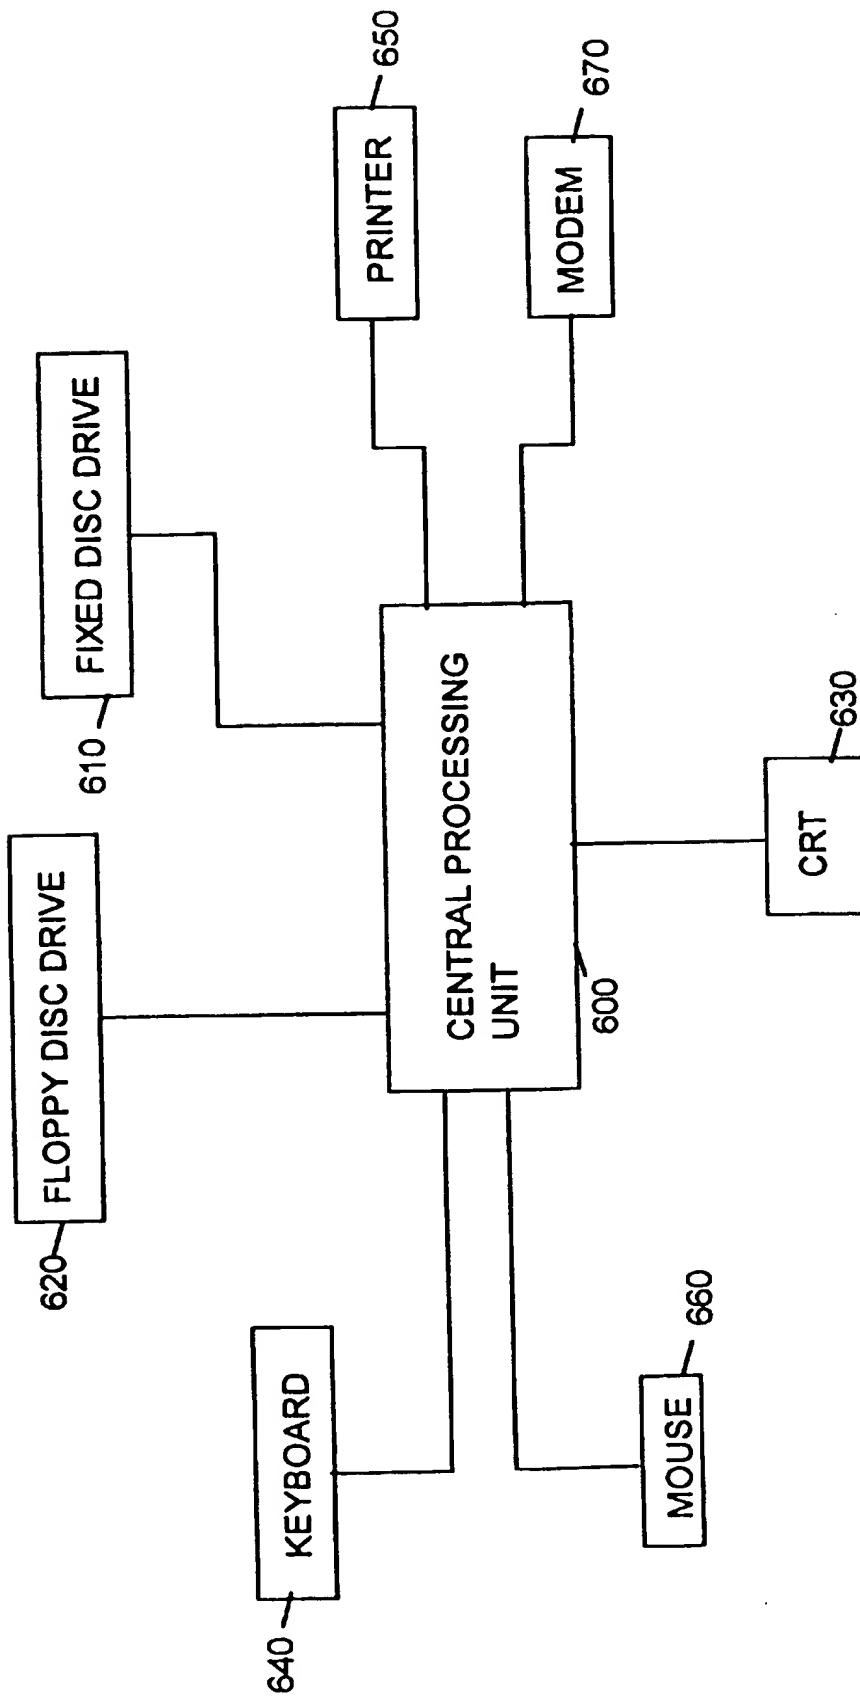 620
FLOPPY DISC DRIVE
610
FIXED DISC DRIVE
640
KEYBOARD
PRINTER
650
CENTRAL PROCESSING
UNIT
600
MODEM
670
MOUSE
660
CRT
630